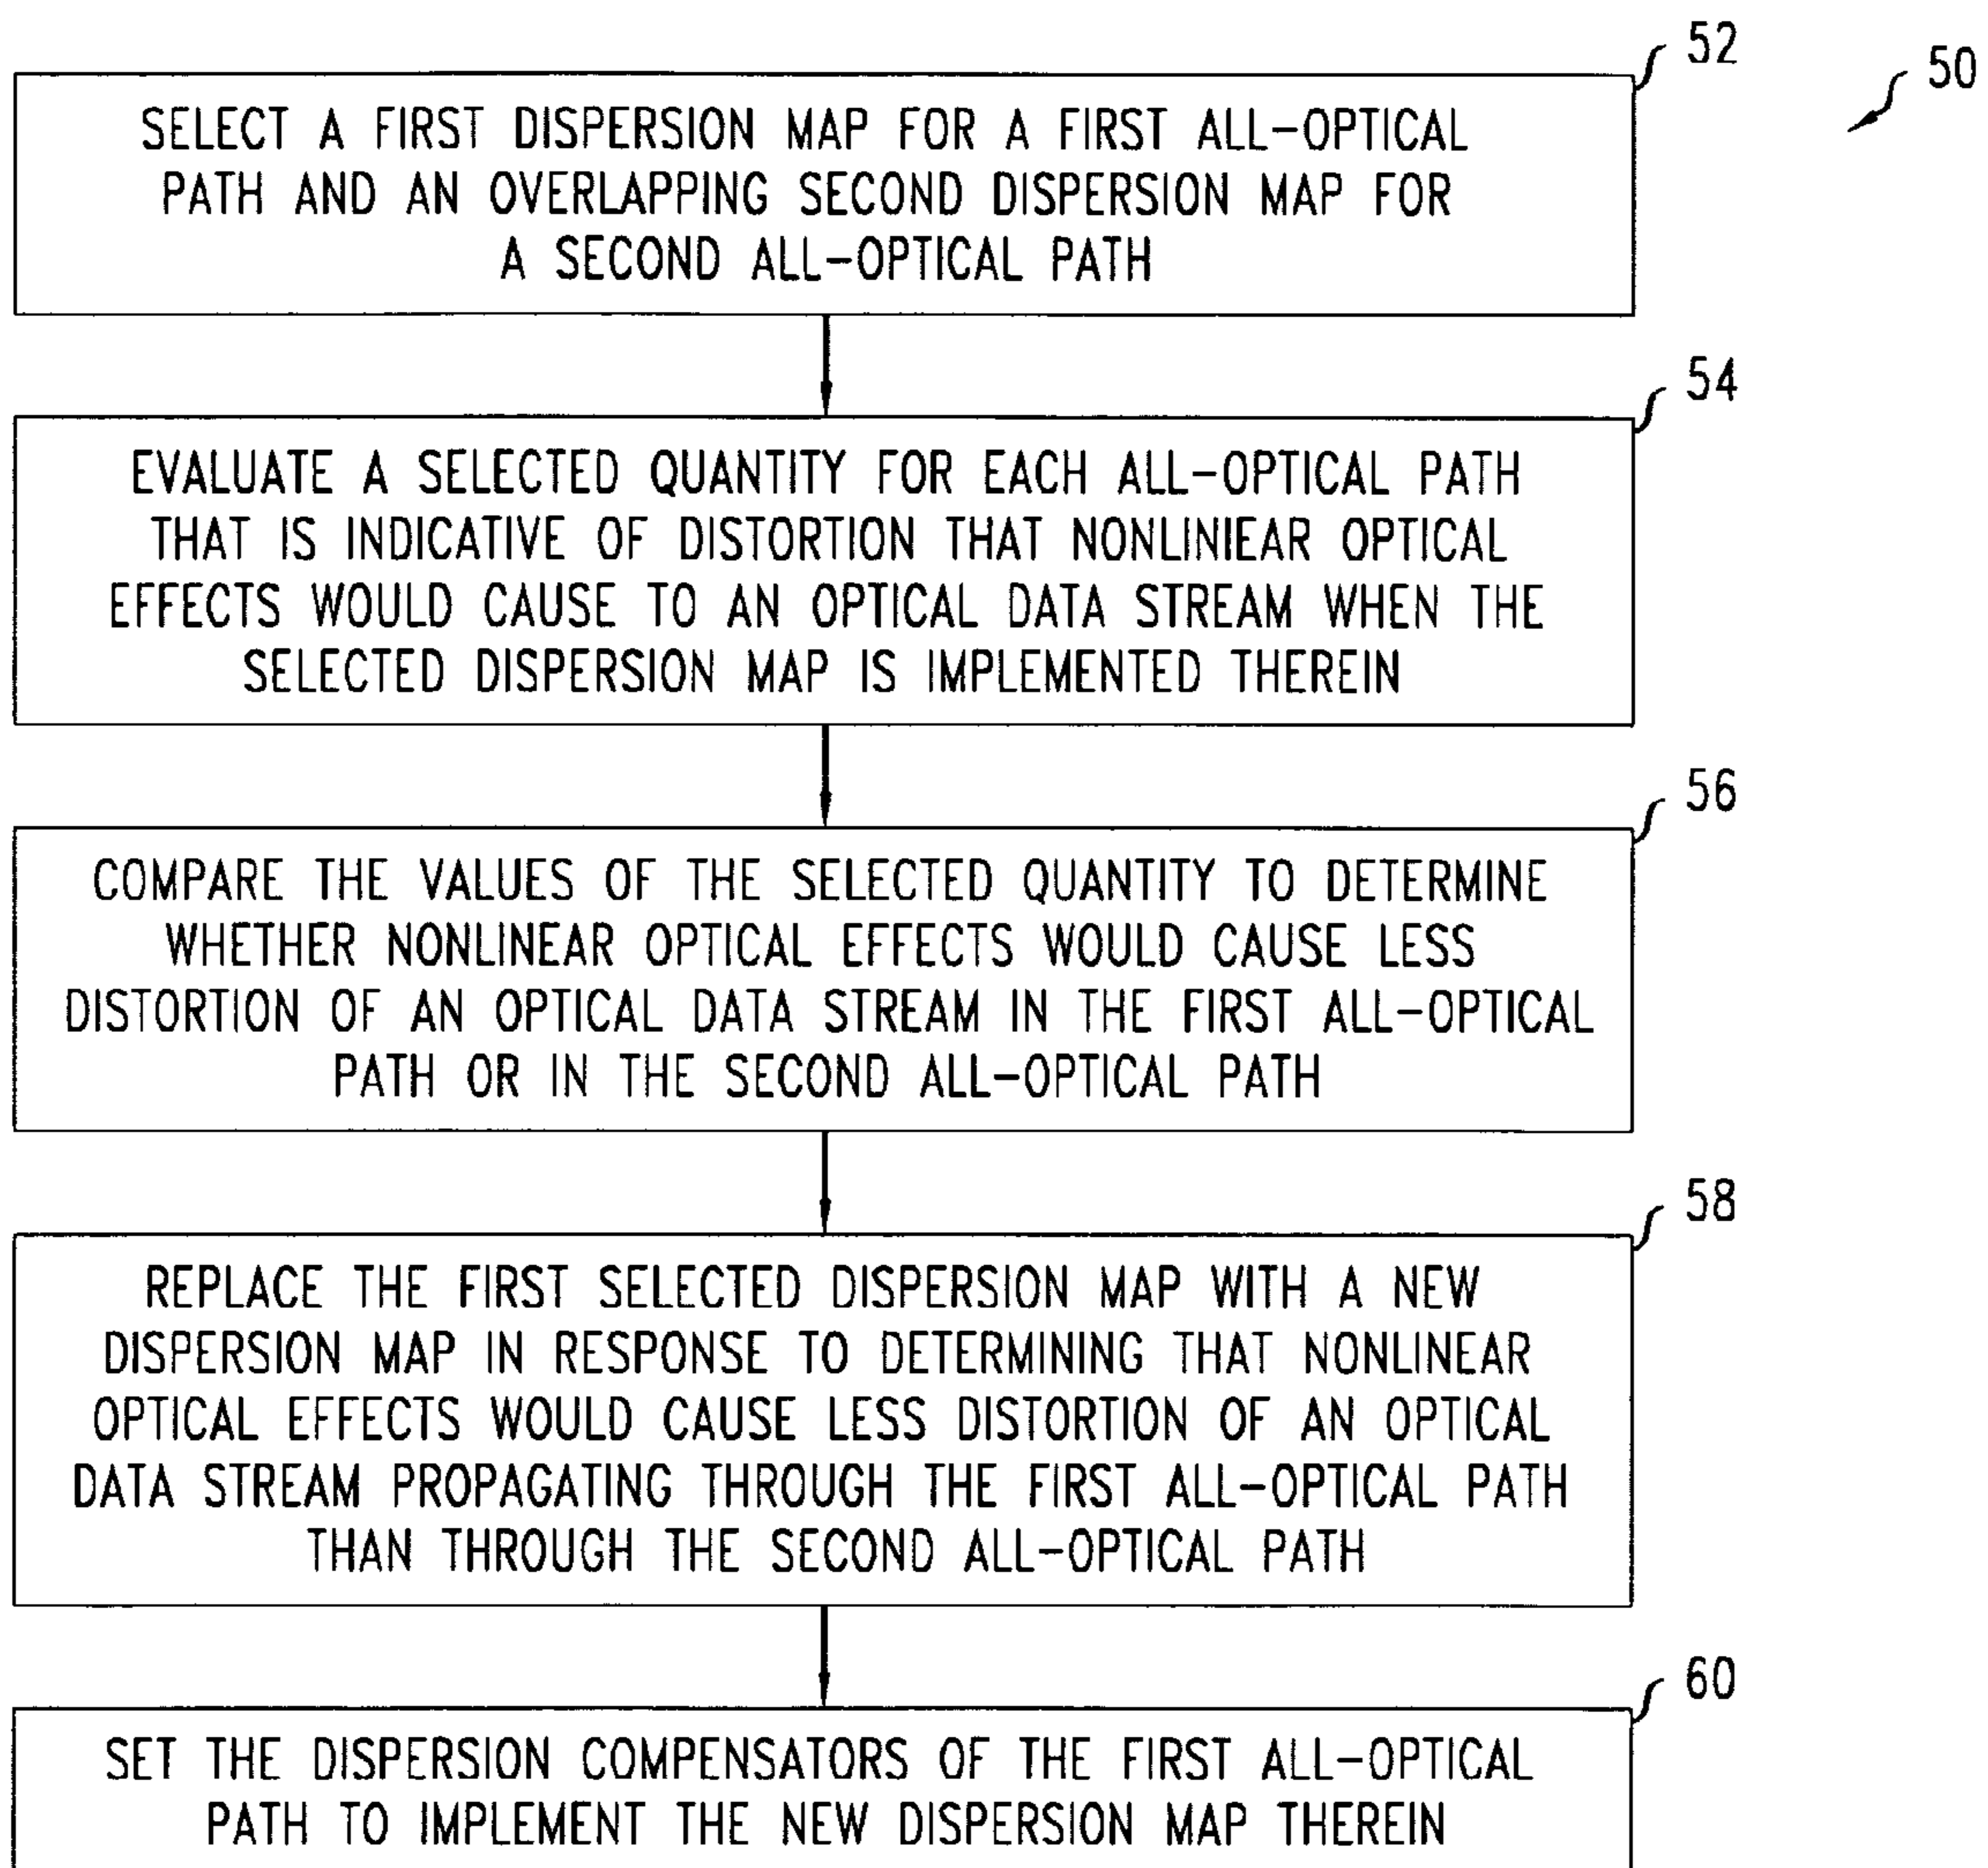 52
50
SELECT A FIRST DISPERSION MAP FOR A FIRST ALL-OPTICAL
PATH AND AN OVERLAPPING SECOND DISPERSION MAP FOR
A SECOND ALL-OPTICAL PATH
54
EVALUATE A SELECTED QUANTITY FOR EACH ALL-OPTICAL PATH
THAT IS INDICATIVE OF DISTORTION THAT NONLINIEAR OPTICAL
EFFECTS WOULD CAUSE TO AN OPTICAL DATA STREAM WHEN THE
SELECTED DISPERSION MAP IS IMPLEMENTED THEREIN
56
COMPARE THE VALUES OF THE SELECTED QUANTITY TO DETERMINE
WHETHER NONLINEAR OPTICAL EFFECTS WOULD CAUSE LESS
DISTORTION OF AN OPTICAL DATA STREAM IN THE FIRST ALL-OPTICAL
PATH OR IN THE SECOND ALL-OPTICAL PATH
58
REPLACE THE FIRST SELECTED DISPERSION MAP WITH A NEW
DISPERSION MAP IN RESPONSE TO DETERMINING THAT NONLINEAR
OPTICAL EFFECTS WOULD CAUSE LESS DISTORTION OF AN OPTICAL
DATA STREAM PROPAGATING THROUGH THE FIRST ALL-OPTICAL PATH
THAN THROUGH THE SECOND ALL-OPTICAL PATH
60
SET THE DISPERSION COMPENSATORS OF THE FIRST ALL-OPTICAL
PATH TO IMPLEMENT THE NEW DISPERSION MAP THEREIN